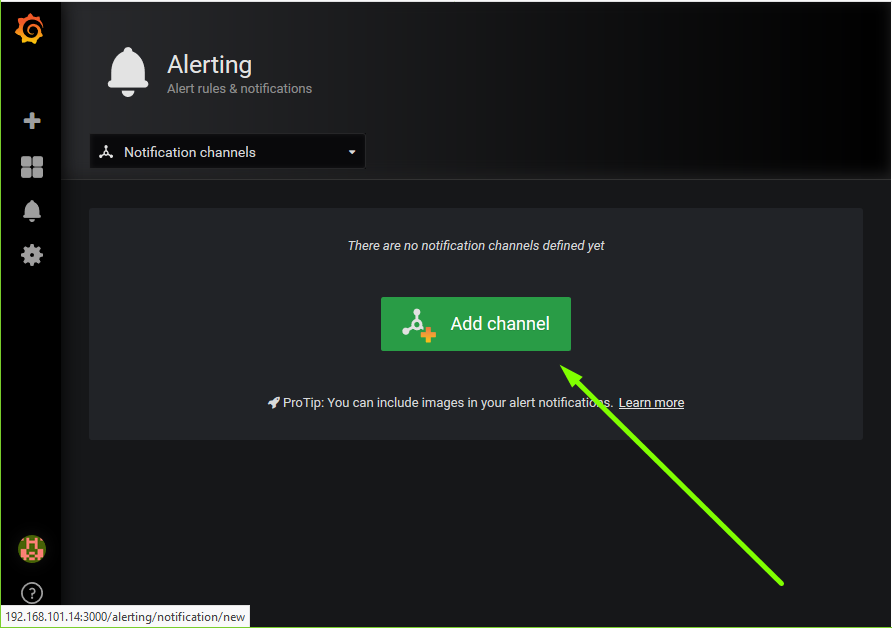 Alerting
Alert rules & notifications
Notification channels
There are no notification channels defined yet
Add channel
ProTip: You can include images in your alert notifications. Learn more
?
192.168.101.14:3000/alerting/notification/new